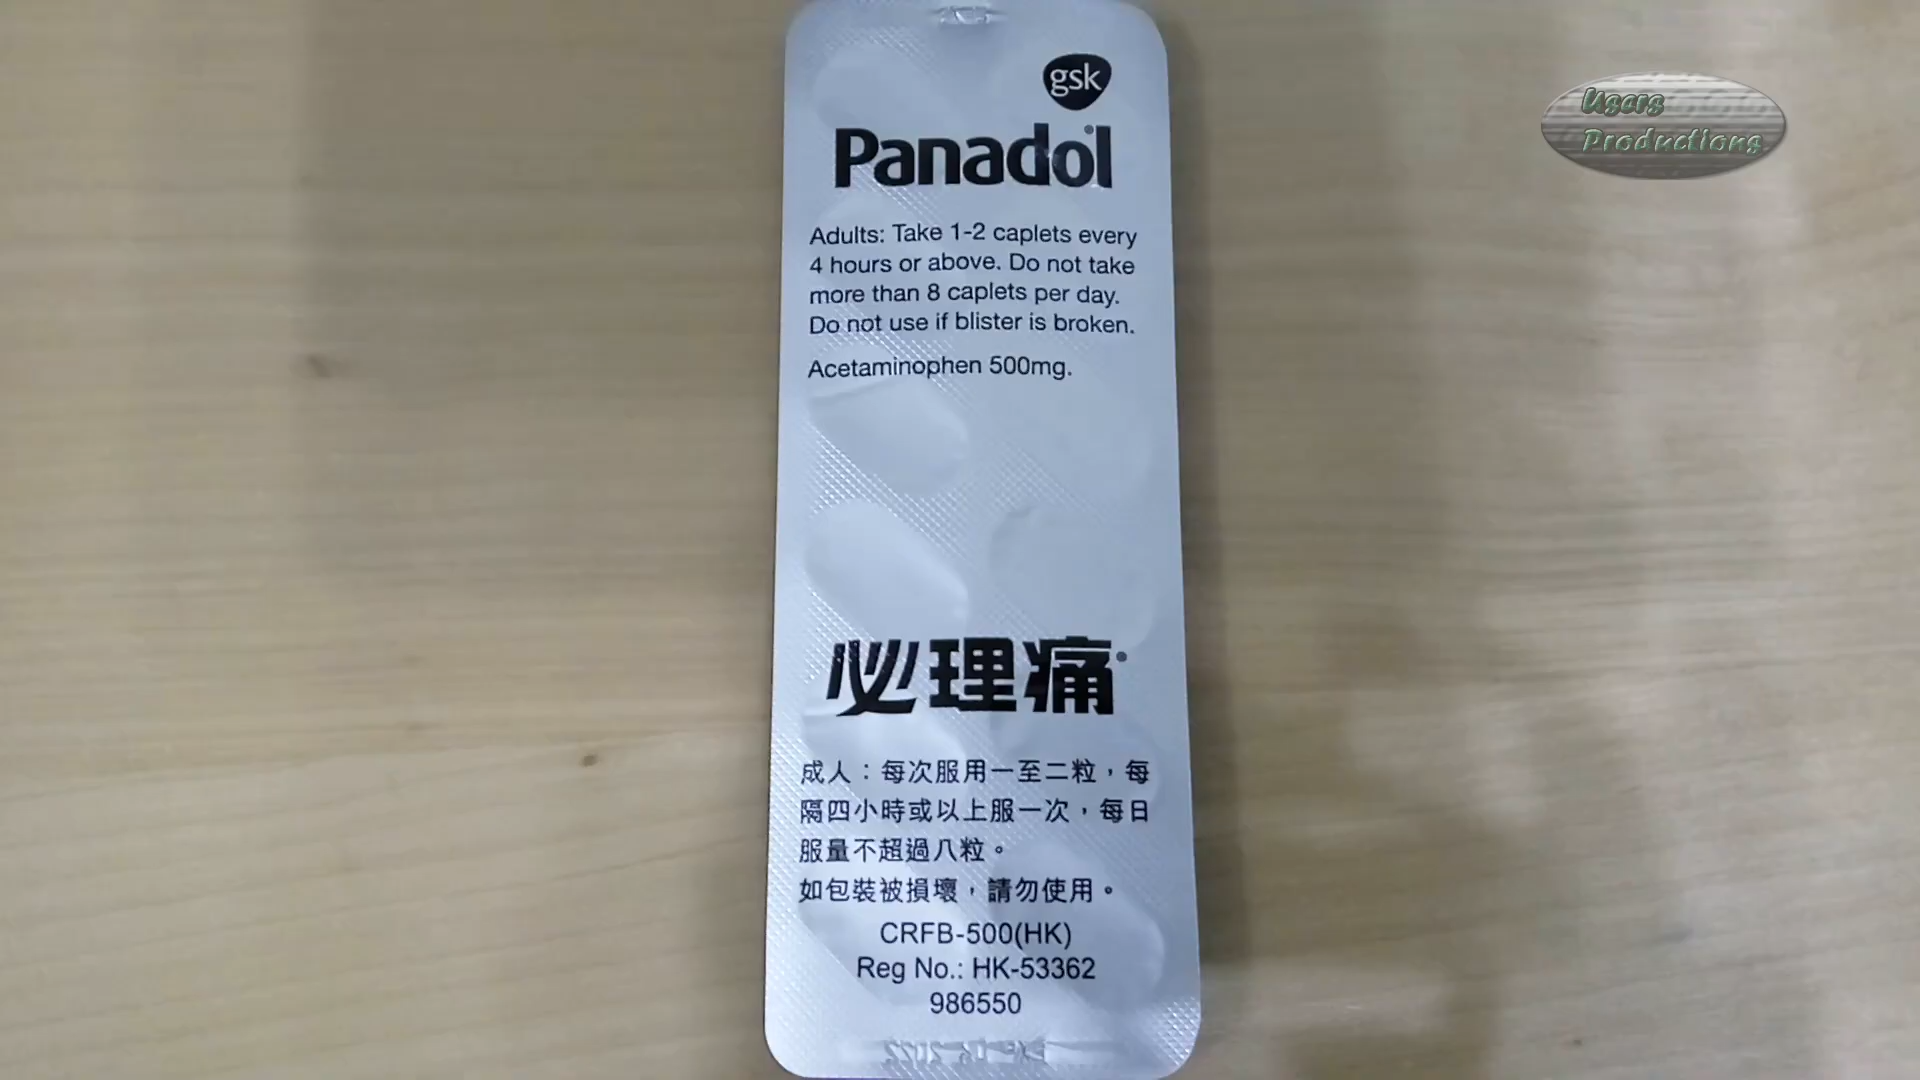 gsk
Users
Productions
Panadol
Adults: Take 1-2 caplets every
4 hours or above. Do not take
more than 8 caplets per day.
Do not use if blister is broken.
Acetaminophen 500mg.
必理痛
成人：每次服用一至二粒，每
隔四小時或以上服一次，每日
服量不超過八粒。
如包裝被損壞，請勿使用。
CRFB-500(HK)
Reg No.: HK-53362
986550